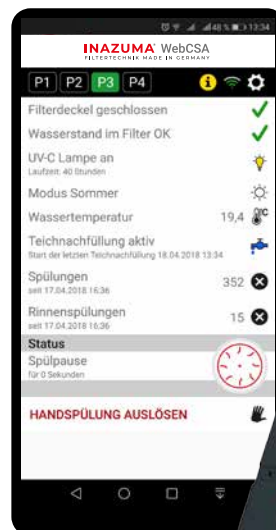 48 % 13:34
INAZUMA WebCSA
FILTERTECHNIK MADE IN GERMANY
P1 P2 P3 P4 i
Filterdeckel geschlossen
Wasserstand im Filter OK
UV-C Lampe an
Laufzeit: 40 Stunden
Modus Sommer
Wassertemperatur 19,4 °C
Teichnachfüllung aktiv
Start der letzten Teichnachfüllung 18.04.2018 13:34
Spülungen 352
seit 17.04.2018 16:36
Rinnenspülungen 15
seit 17.04.2018 16:36
Status
Spülpause
für 0 Sekunden
HANDSPÜLUNG AUSLÖSEN